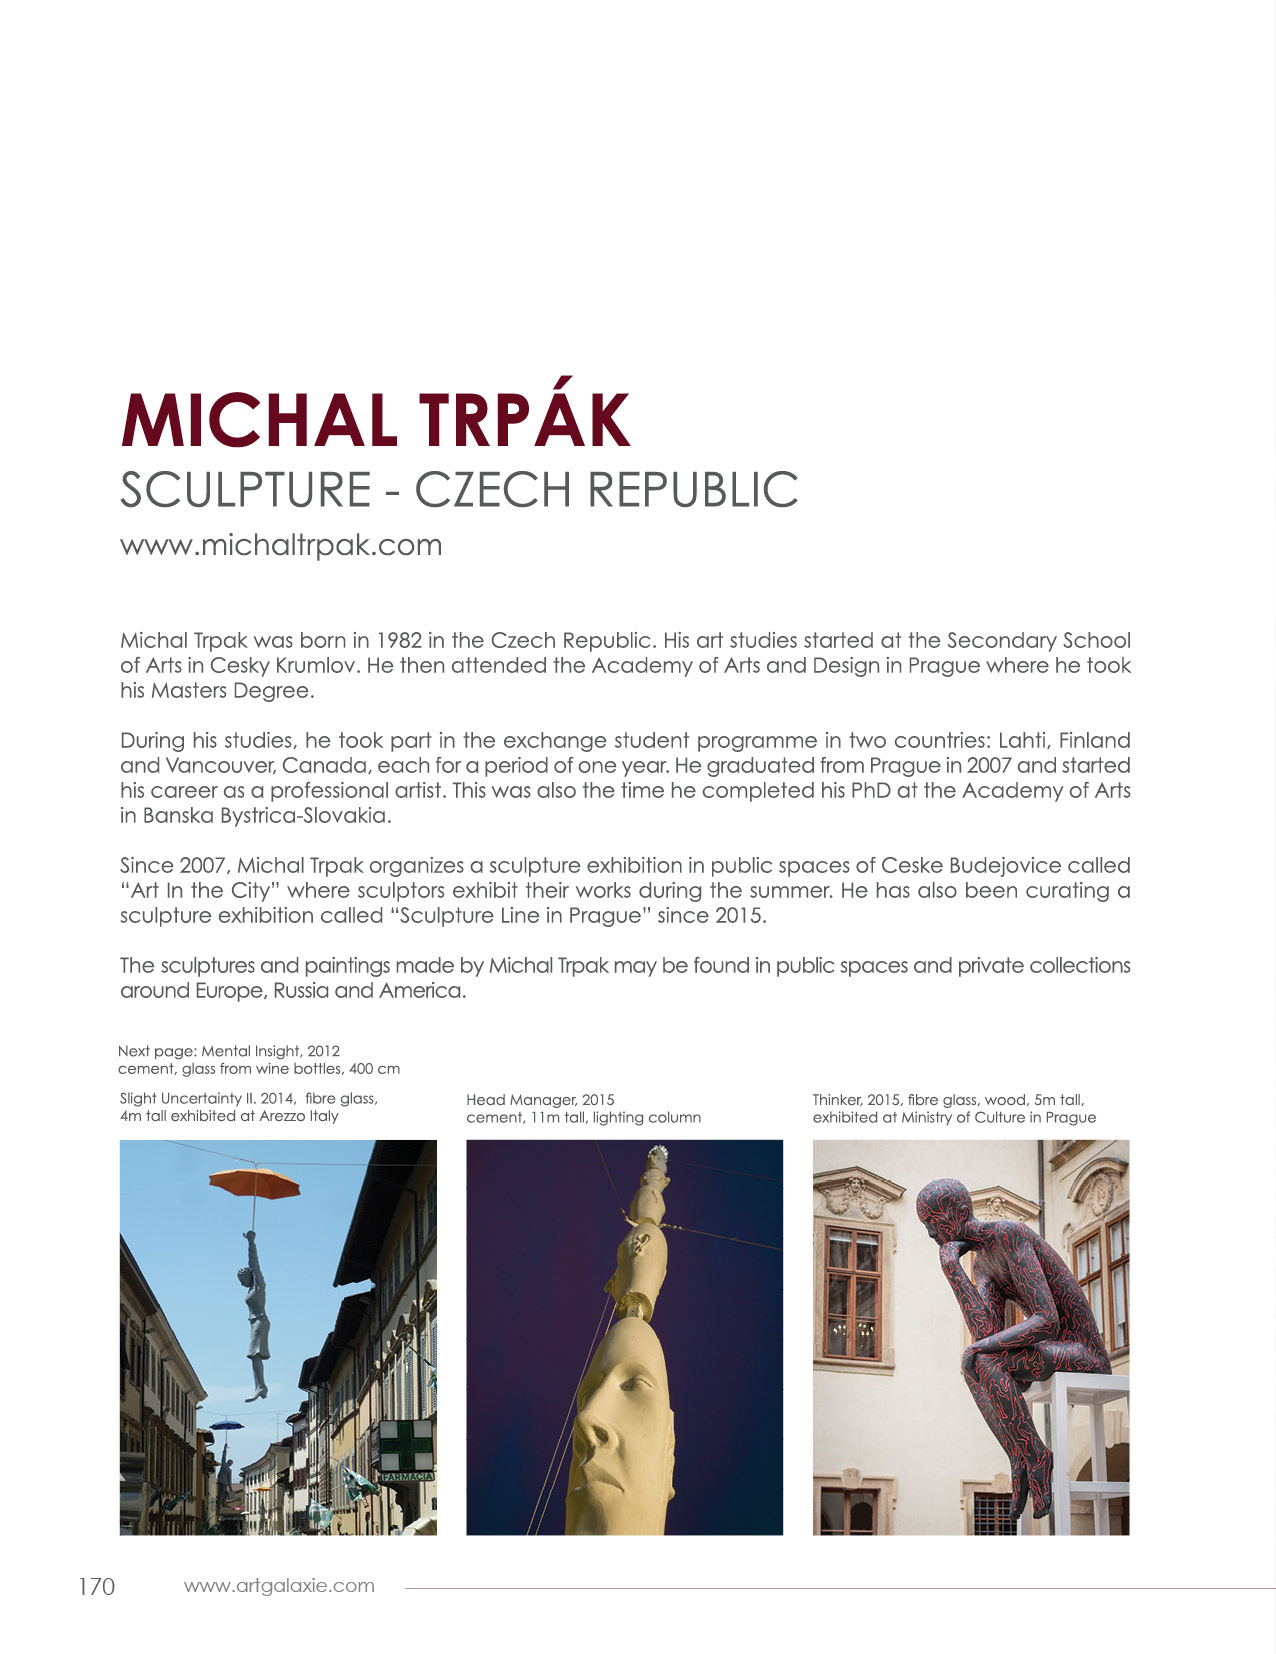 MICHAL TRPÁK
SCULPTURE - CZECH REPUBLIC
www.michaltrpak.com
Michal Trpak was born in 1982 in the Czech Republic. His art studies started at the Secondary School
of Arts in Cesky Krumlov. He then attended the Academy of Arts and Design in Prague where he took
his Masters Degree.
During his studies, he took part in the exchange student programme in two countries: Lahti, Finland
and Vancouver, Canada, each for a period of one year. He graduated from Prague in 2007 and started
his career as a professional artist. This was also the time he completed his PhD at the Academy of Arts
in Banska Bystrica-Slovakia.
Since 2007, Michal Trpak organizes a sculpture exhibition in public spaces of Ceske Budejovice called
“Art In the City” where sculptors exhibit their works during the summer. He has also been curating a
sculpture exhibition called “Sculpture Line in Prague” since 2015.
The sculptures and paintings made by Michal Trpak may be found in public spaces and private collections
around Europe, Russia and America.
Next page: Mental Insight, 2012
cement, glass from wine bottles, 400 cm
Slight Uncertainty II. 2014, fibre glass,
4m tall exhibited at Arezzo Italy
Head Manager, 2015
cement, 11m tall, lighting column
Thinker, 2015, fibre glass, wood, 5m tall,
exhibited at Ministry of Culture in Prague
FARMACIA
170
www.artgalaxie.com